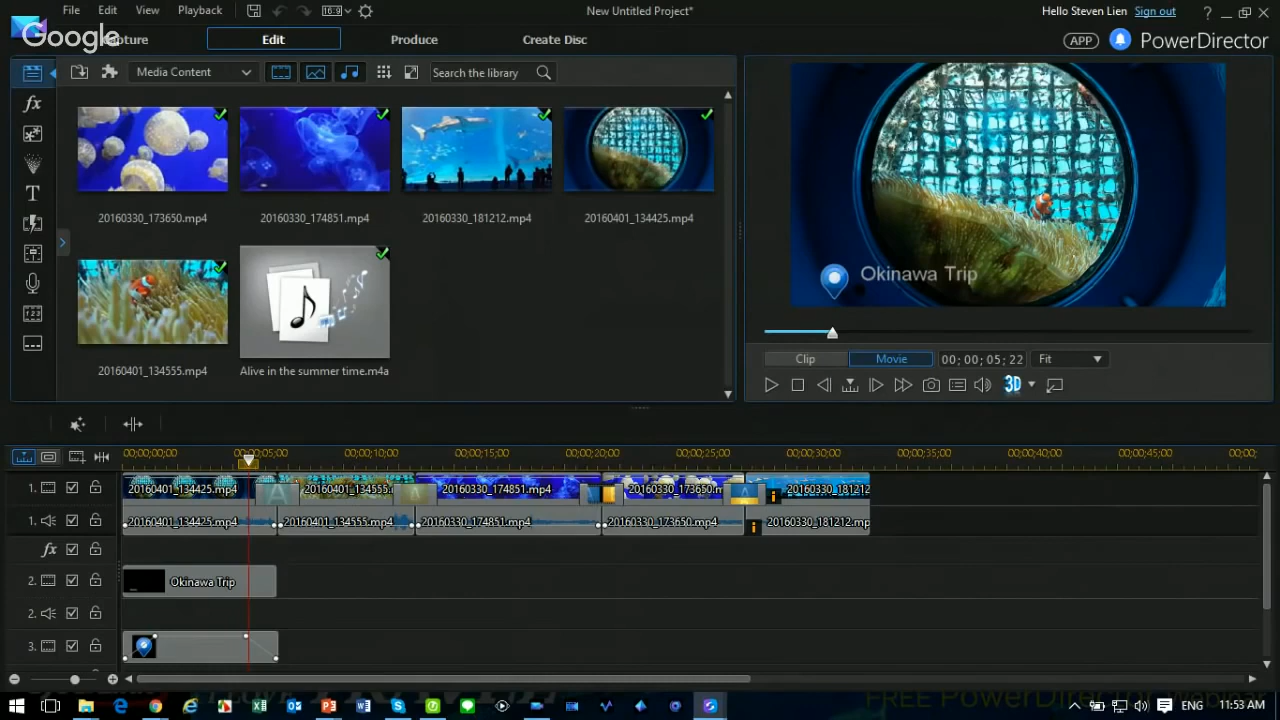 File Edit View Playback 16:9 New Untitled Project* Hello Steven Lien Sign out ?
Google
Capture Edit Produce Create Disc APP PowerDirector
Media Content Search the library
20160330_173650.mp4 20160330_174851.mp4 20160330_181212.mp4 20160401_134425.mp4
20160401_134555.mp4 Alive in the summer time.m4a
Okinawa Trip
Clip Movie 00; 00; 05; 22 Fit
3D
fx
T
123
00;00;00;00 00;00;05;00 00;00;10;00 00;00;15;00 00;00;20;00 00;00;25;00 00;00;30;00 00;00;35;00 00;00;40;00 00;00;45;00 00;00;
1. 20160401_134425.mp4 20160401_134555.m 20160330_174851.mp4 20160330_173650.m 20160330_181212
1. 20160401_134425.mp4 20160401_134555.mp4 20160330_174851.mp4 20160330_173650.mp4 20160330_181212.mp
fx
2. Okinawa Trip
2.
3.
FREE PowerDirector Webinar
ENG 11:53 AM